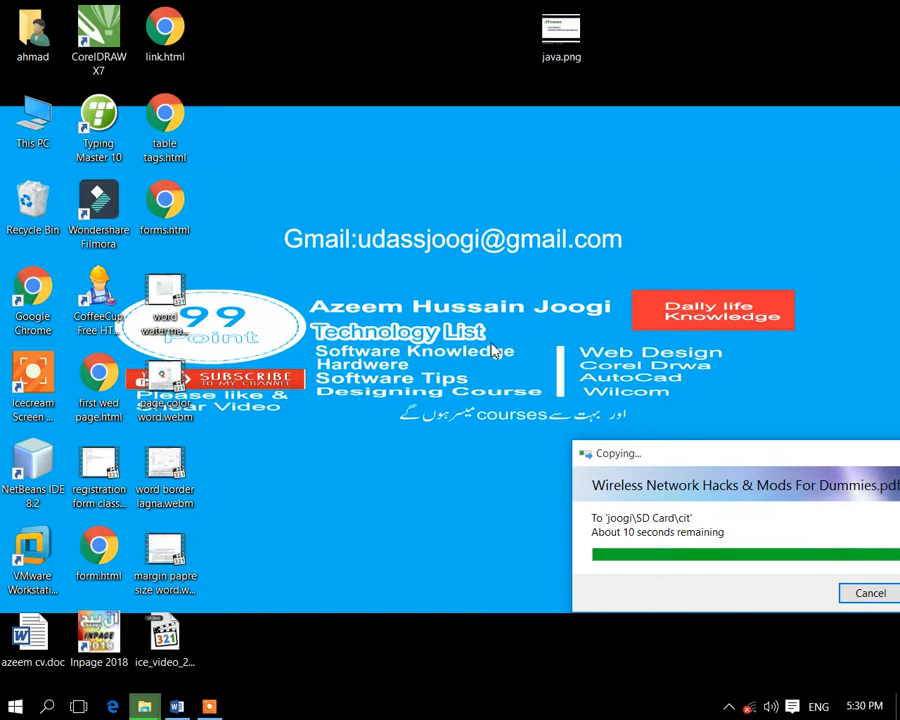 ahmad
CorelDRAW
X7
link.html
java.png
This PC
Typing
Master 10
table
tags.html
Recycle Bin
Wondershare
Filmora
forms.html
Gmail:udassjoogi@gmail.com
Google
Chrome
CoffeeCup
Free HT...
word
waterma...
99
Point
Azeem Hussain Joogi
Technology List
Software Knowledge
Hardwere
Software Tips
Designing Course
Daily life
Knowledge
Web Design
Corel Drwa
AutoCad
Wilcom
SUBSCRIBE
TO MY CHANNEL
Please like &
Shear Video
اور بہت سے courses میسر ہوں گے
Icecream
Screen ...
first wed
page.html
page color
word.webm
NetBeans IDE
8.2
registration
form class...
word border
lagna.webm
Copying...
Wireless Network Hacks & Mods For Dummies.pdf
To 'joogi\SD Card\cit'
About 10 seconds remaining
Cancel
VMware
Workstati...
form.html
margin papre
size word.w...
azeem cv.doc
Inpage 2018
ice_video_2...
ENG
5:30 PM